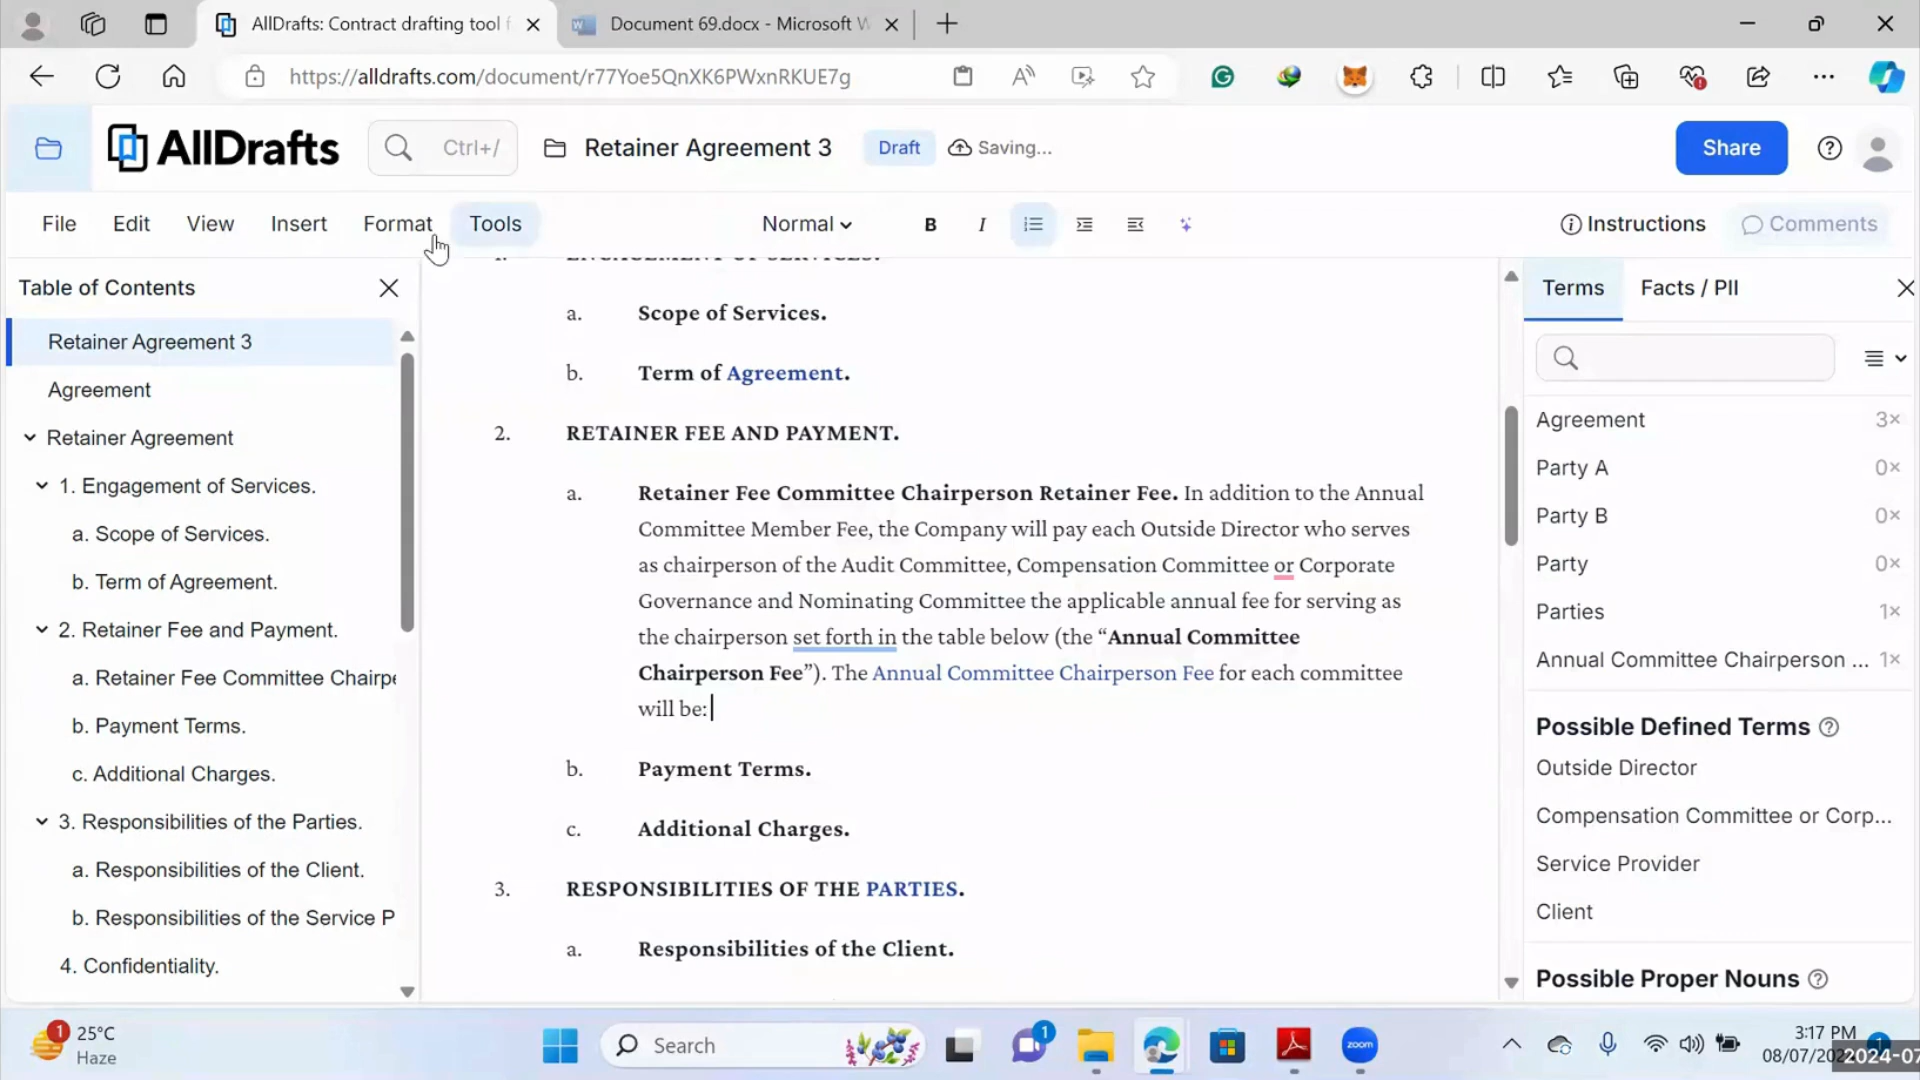 AllDrafts: Contract drafting tool f
Document 69.docx - Microsoft W
https://alldrafts.com/document/r77Yoe5QnXK6PWxnRKUE7g
AllDrafts
Ctrl+/
Retainer Agreement 3
Draft
Saving...
Share
File Edit View Insert Format Tools
Normal
B I
Instructions
Comments
Table of Contents
Retainer Agreement 3
Agreement
Retainer Agreement
1. Engagement of Services.
a. Scope of Services.
b. Term of Agreement.
2. Retainer Fee and Payment.
a. Retainer Fee Committee Chairpe
b. Payment Terms.
c. Additional Charges.
3. Responsibilities of the Parties.
a. Responsibilities of the Client.
b. Responsibilities of the Service P
4. Confidentiality.
1. ENGAGEMENT OF SERVICES.
a. Scope of Services.
b. Term of Agreement.
2. RETAINER FEE AND PAYMENT.
a. Retainer Fee Committee Chairperson Retainer Fee. In addition to the Annual
Committee Member Fee, the Company will pay each Outside Director who serves
as chairperson of the Audit Committee, Compensation Committee or Corporate
Governance and Nominating Committee the applicable annual fee for serving as
the chairperson set forth in the table below (the “Annual Committee
Chairperson Fee”). The Annual Committee Chairperson Fee for each committee
will be:
b. Payment Terms.
c. Additional Charges.
3. RESPONSIBILITIES OF THE PARTIES.
a. Responsibilities of the Client.
Terms
Facts / PII
Agreement 3×
Party A 0×
Party B 0×
Party 0×
Parties 1×
Annual Committee Chairperson ... 1×
Possible Defined Terms
Outside Director
Compensation Committee or Corp...
Service Provider
Client
Possible Proper Nouns
1
25°C
Haze
Search
1
zoom
3:17 PM
08/07/20
2024-07